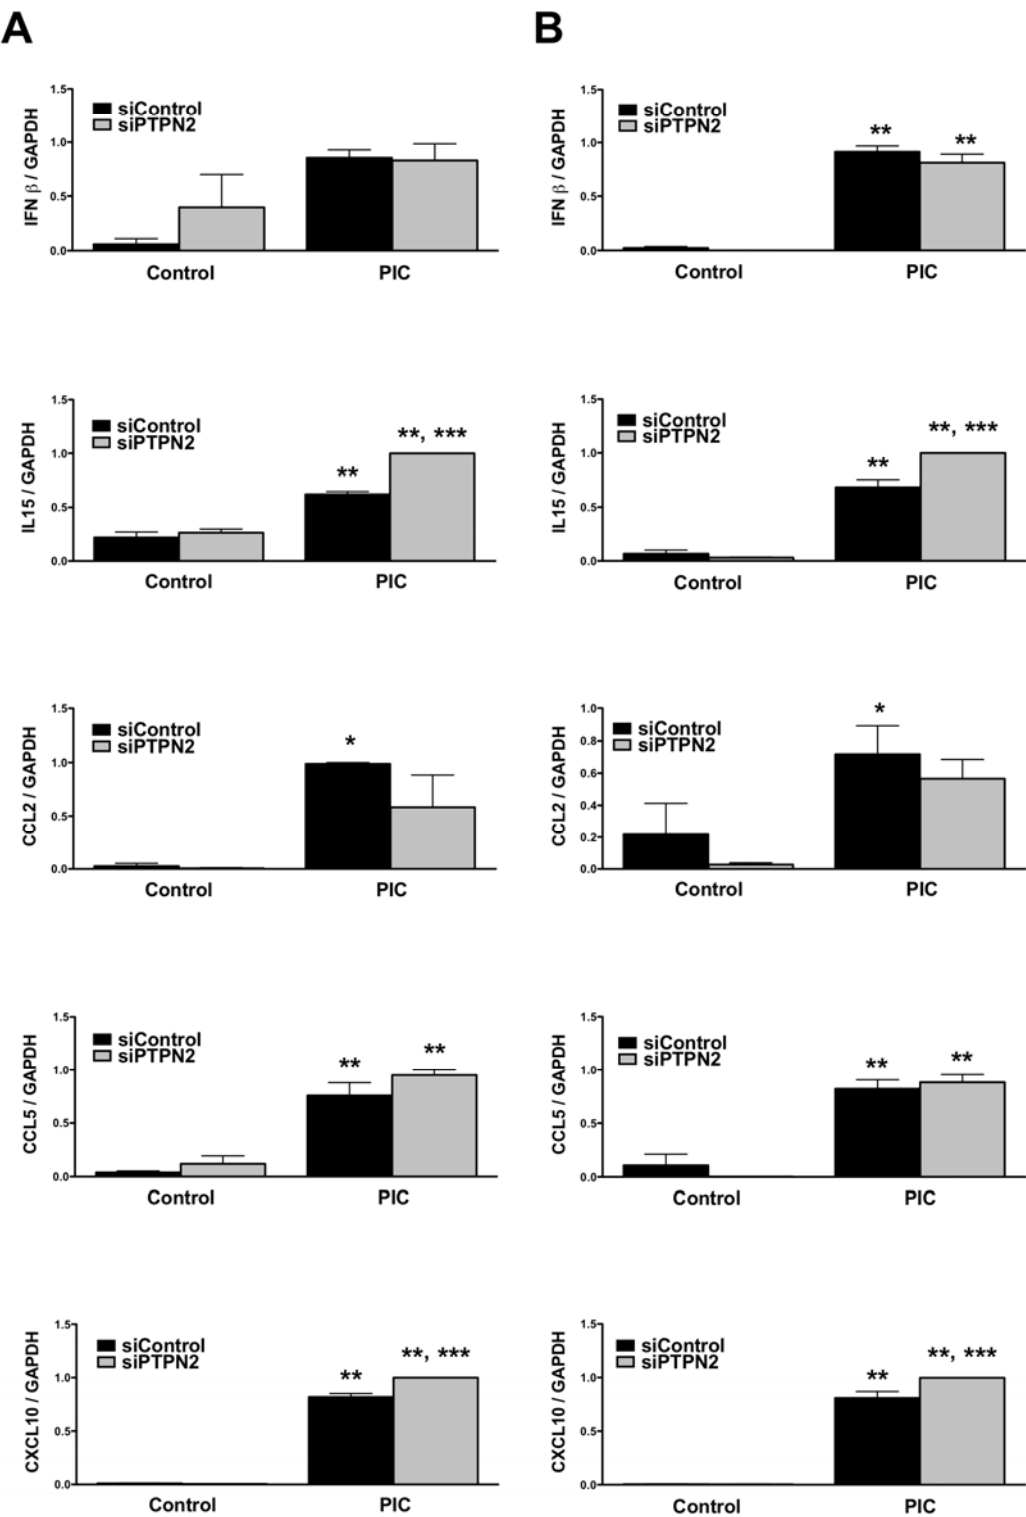 A
B
1.5
1.0
0.5
0.0
IFN β / GAPDH
siControl
siPTPN2
Control
PIC
1.5
1.0
0.5
0.0
IFN β / GAPDH
siControl
siPTPN2
**
**
Control
PIC
1.5
1.0
0.5
0.0
IL15 / GAPDH
siControl
siPTPN2
**
**, ***
Control
PIC
1.5
1.0
0.5
0.0
IL15 / GAPDH
siControl
siPTPN2
**
**, ***
Control
PIC
1.5
1.0
0.5
0.0
CCL2 / GAPDH
siControl
siPTPN2
*
Control
PIC
1.0
0.8
0.6
0.4
0.2
0.0
CCL2 / GAPDH
siControl
siPTPN2
*
Control
PIC
1.5
1.0
0.5
0.0
CCL5 / GAPDH
siControl
siPTPN2
**
**
Control
PIC
1.5
1.0
0.5
0.0
CCL5 / GAPDH
siControl
siPTPN2
**
**
Control
PIC
1.5
1.0
0.5
0.0
CXCL10 / GAPDH
siControl
siPTPN2
**
**, ***
Control
PIC
1.5
1.0
0.5
0.0
CXCL10 / GAPDH
siControl
siPTPN2
**
**, ***
Control
PIC